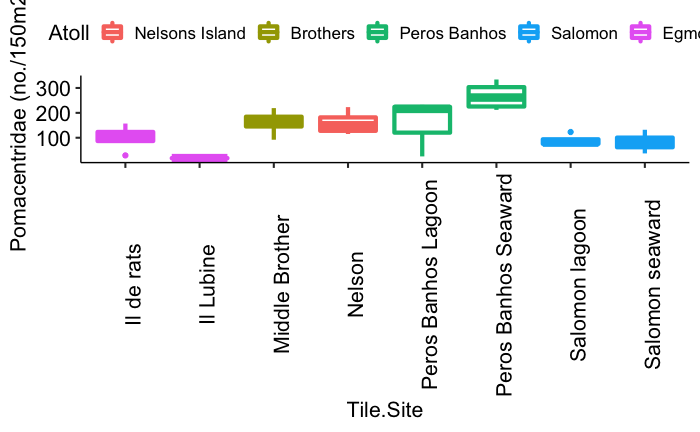 Atoll Nelsons Island Brothers Peros Banhos Salomon Egmo
Pomacentridae (no./150m2
300
200
100
Il de rats
Il Lubine
Middle Brother
Nelson
Peros Banhos Lagoon
Peros Banhos Seaward
Salomon lagoon
Salomon seaward
Tile.Site